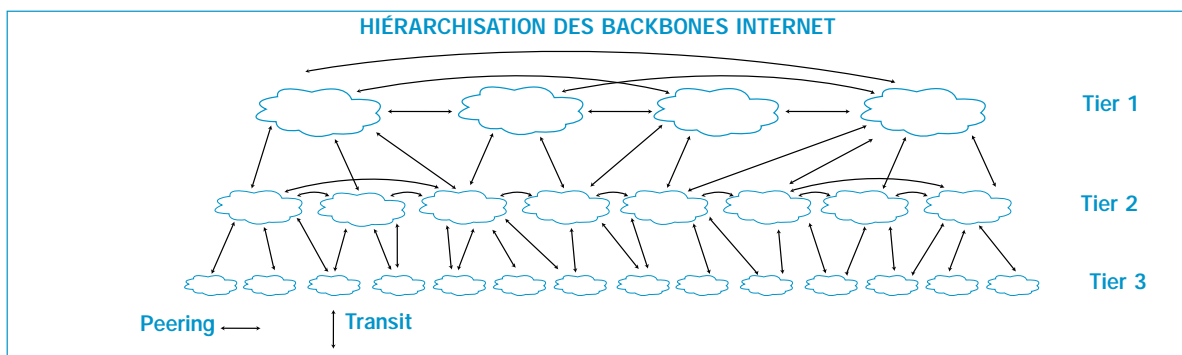 HIÉRARCHISATION DES BACKBONES INTERNET
Tier 1
Tier 2
Tier 3
Peering
Transit